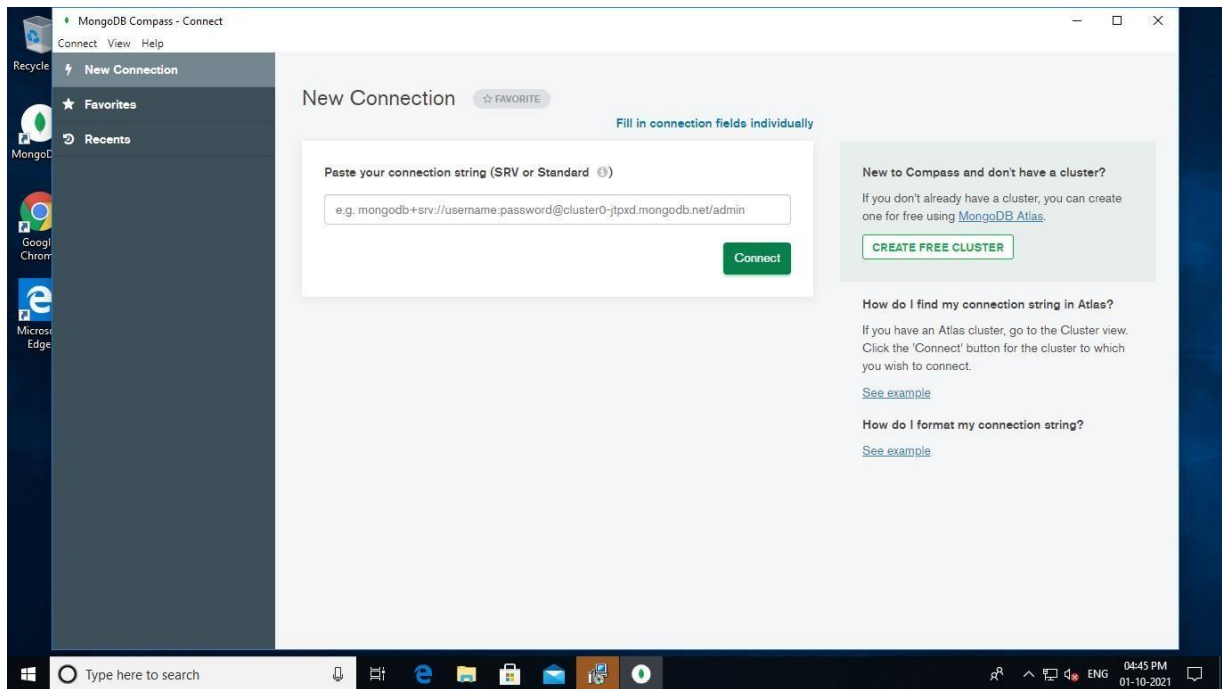 MongoDB Compass - Connect
Connect View Help
Recycle
New Connection
Favorites
Recents
New Connection
FAVORITE
Fill in connection fields individually
Paste your connection string (SRV or Standard )
e.g. mongodb+srv://username:password@cluster0-jtpxd.mongodb.net/admin
Connect
New to Compass and don't have a cluster?
If you don't already have a cluster, you can create
one for free using MongoDB Atlas.
CREATE FREE CLUSTER
How do I find my connection string in Atlas?
If you have an Atlas cluster, go to the Cluster view.
Click the 'Connect' button for the cluster to which
you wish to connect.
See example
How do I format my connection string?
See example
MongoD
Googl
Chrom
Microso
Edge
Type here to search
ENG
04:45 PM
01-10-2021